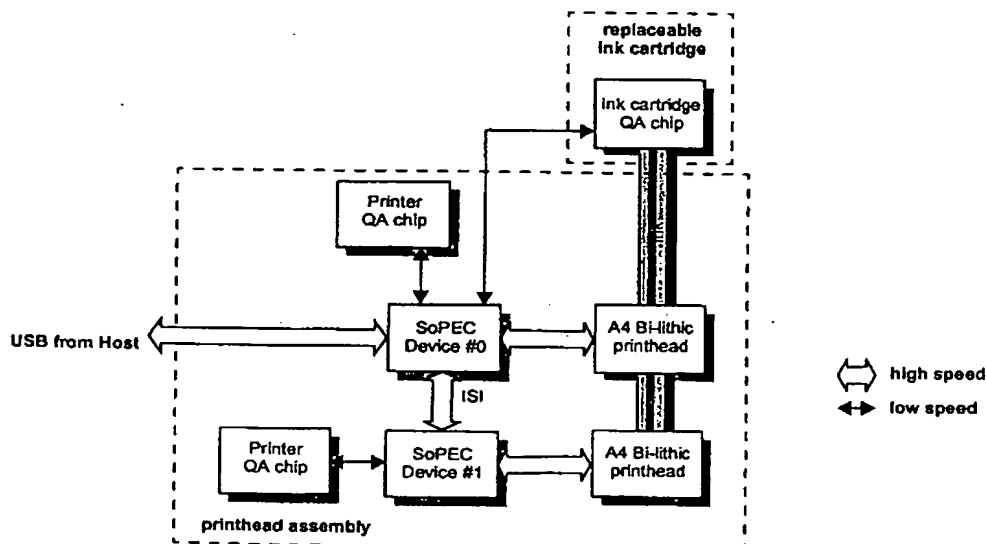 replaceable
ink cartridge
Ink cartridge
QA chip
Printer
QA chip
USB from Host
SoPEC
Device #0
A4 Bi-lithic
printhead
high speed
low speed
ISI
Printer
QA chip
SoPEC
Device #1
A4 Bi-lithic
printhead
printhead assembly